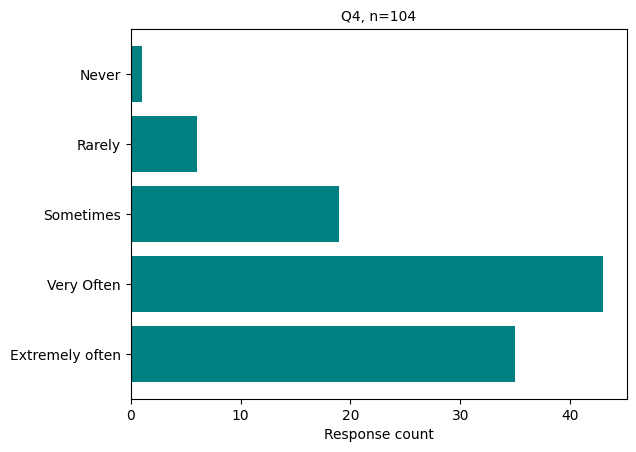 Q4, n=104
Never
Rarely
Sometimes
Very Often
Extremely often
0 10 20 30 40
Response count